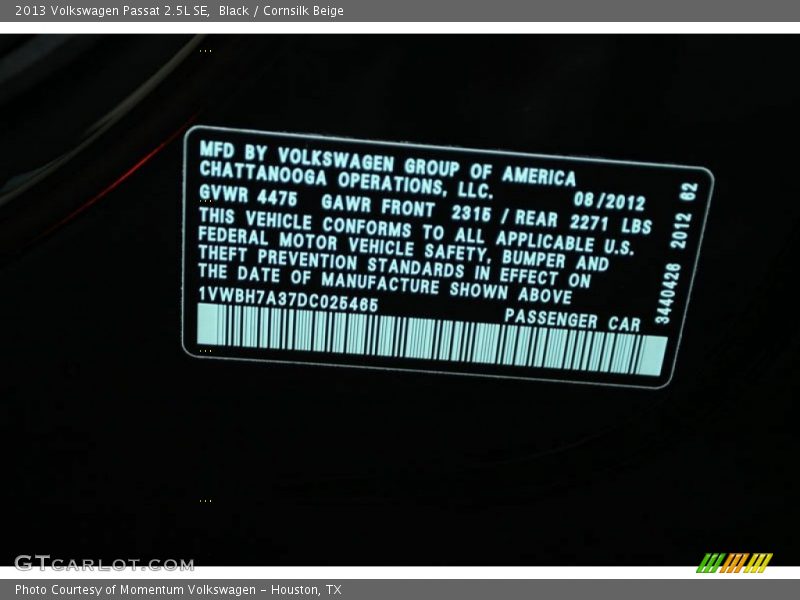 2013 Volkswagen Passat 2.5L SE, Black / Cornsilk Beige
MFD BY VOLKSWAGEN GROUP OF AMERICA
CHATTANOOGA OPERATIONS, LLC. 08/2012
GVWR 4475 GAWR FRONT 2315 / REAR 2271 LBS
THIS VEHICLE CONFORMS TO ALL APPLICABLE U.S.
FEDERAL MOTOR VEHICLE SAFETY, BUMPER AND
THEFT PREVENTION STANDARDS IN EFFECT ON
THE DATE OF MANUFACTURE SHOWN ABOVE
1VWBH7A37DC025465 PASSENGER CAR
3440426 2012 62
GTCARLOT.COM
Photo Courtesy of Momentum Volkswagen - Houston, TX